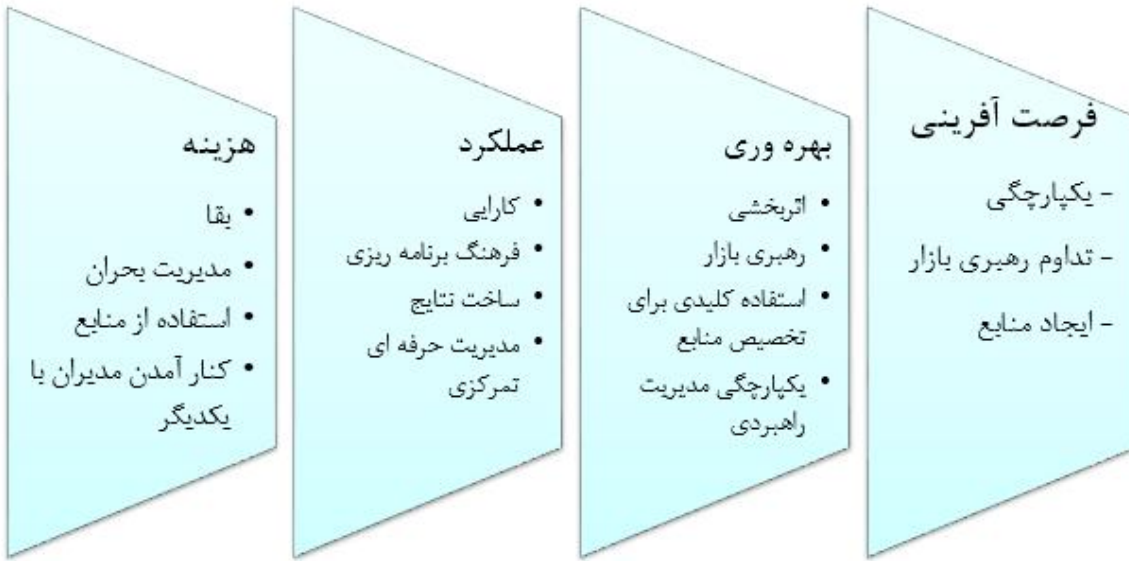 فرصت آفرینی
- یکپارچگی
- تداوم رهبری بازار
- ایجاد منابع
بهره وری
• اثربخشی
• رهبری بازار
• استفاده کلیدی برای
تخصیص منابع
• یکپارچگی مدیریت
راهبردی
عملکرد
• کارایی
• فرهنگ برنامه ریزی
• ساخت نتایج
• مدیریت حرفه ای
تمرکزی
هزینه
• بقا
• مدیریت بحران
• استفاده از منابع
• کنار آمدن مدیران با
یکدیگر